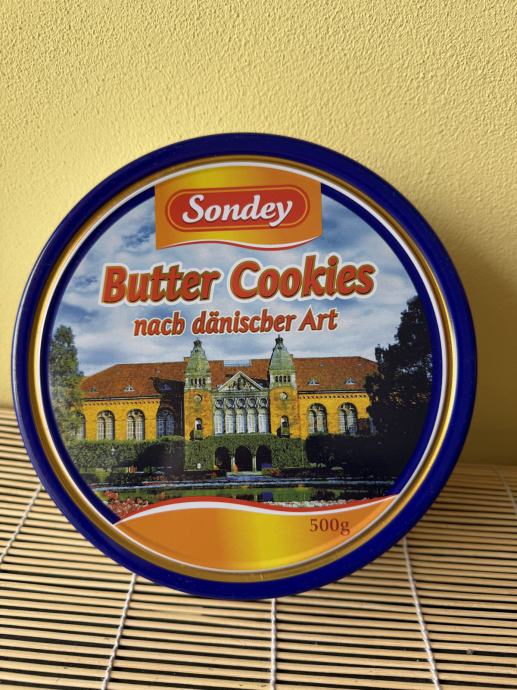 Sondey
Butter Cookies
nach dänischer Art
500g